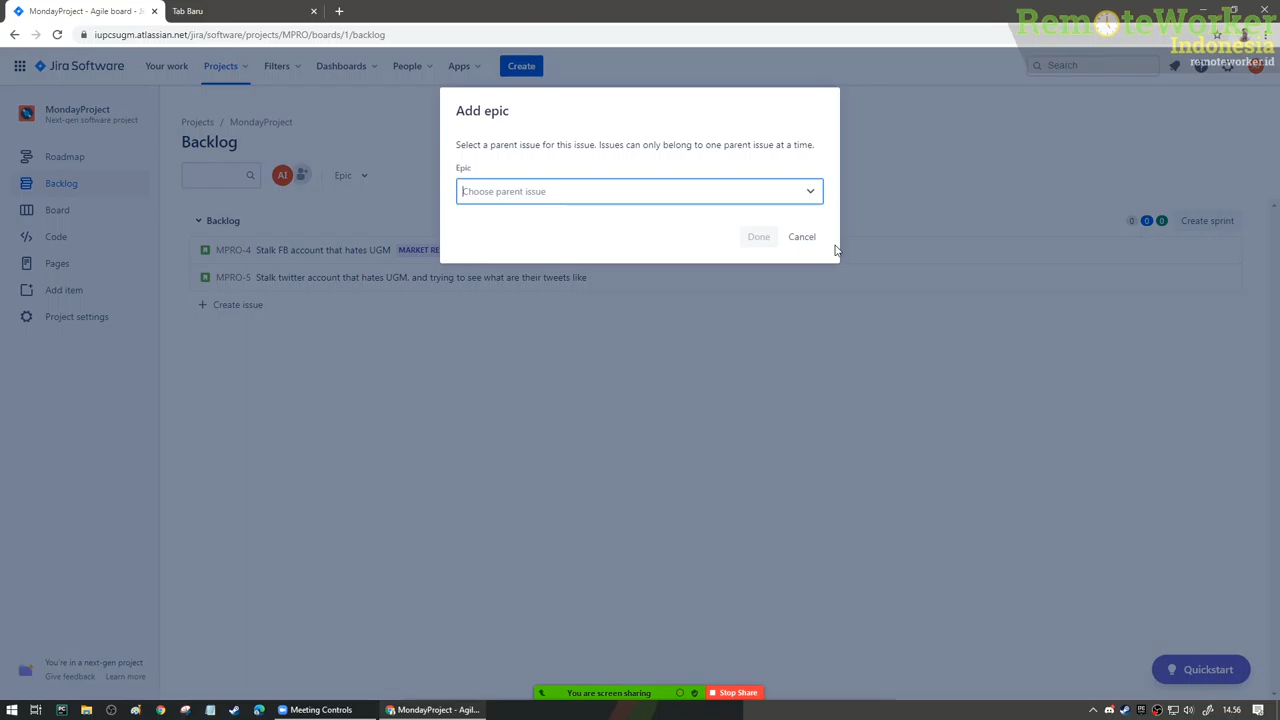 MondayProject - Agile board - J
Tab Baru
RemoteWorker
Indonesia
remoteworker.id
iupcsugm.atlassian.net/jira/software/projects/MPRO/boards/1/backlog
Jira Software
Your work
Projects
Filters
Dashboards
People
Apps
Create
Search
MondayProject
Next-gen software project
Roadmap
Backlog
Board
Code
Pages
Add item
Project settings
Projects / MondayProject
Backlog
AI
Epic
Add epic
Select a parent issue for this issue. Issues can only belong to one parent issue at a time.
Epic
Choose parent issue
Done
Cancel
Backlog
0 0 0
Create sprint
MPRO-4 Stalk FB account that hates UGM MARKET RE
MPRO-5 Stalk twitter account that hates UGM, and trying to see what are their tweets like
Create issue
You're in a next-gen project
Give feedback Learn more
Quickstart
You are screen sharing
Stop Share
Meeting Controls
MondayProject - Agil...
14.56